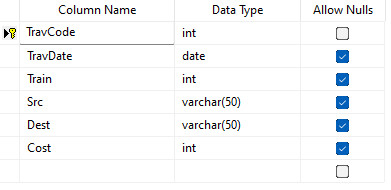 Column Name Data Type Allow Nulls
TravCode int
TravDate date
Train int
Src varchar(50)
Dest varchar(50)
Cost int